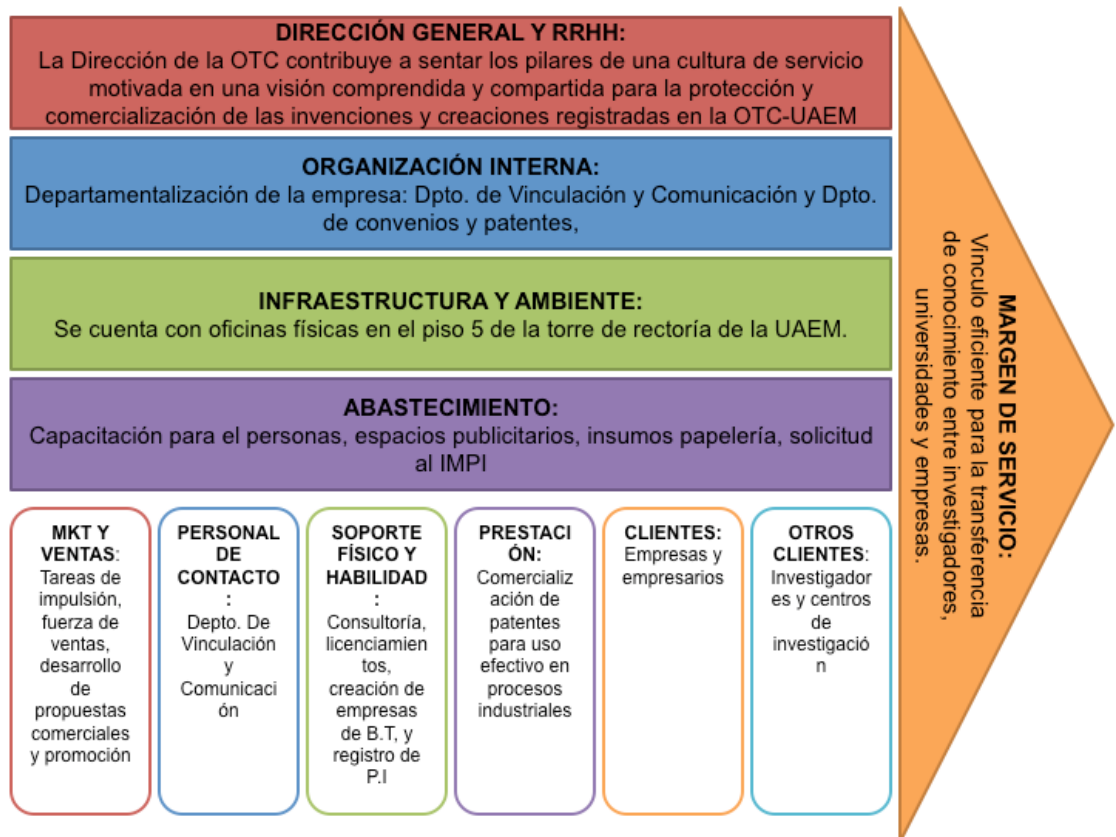 DIRECCIÓN GENERAL Y RRHH:
La Dirección de la OTC contribuye a sentar los pilares de una cultura de servicio
motivada en una visión comprendida y compartida para la protección y
comercialización de las invenciones y creaciones registradas en la OTC-UAEM
ORGANIZACIÓN INTERNA:
Departamentalización de la empresa: Dpto. de Vinculación y Comunicación y Dpto.
de convenios y patentes,
INFRAESTRUCTURA Y AMBIENTE:
Se cuenta con oficinas físicas en el piso 5 de la torre de rectoría de la UAEM.
ABASTECIMIENTO:
Capacitación para el personas, espacios publicitarios, insumos papelería, solicitud
al IMPI
MKT Y
VENTAS:
Tareas de
impulsión,
fuerza de
ventas,
desarrollo
de
propuestas
comerciales
y promoción
PERSONAL
DE
CONTACTO
:
Depto. De
Vinculación
y
Comunicaci
ón
SOPORTE
FÍSICO Y
HABILIDAD
:
Consultoría,
licenciamien
tos,
creación de
empresas
de B.T, y
registro de
P.I
PRESTACI
ÓN:
Comercializ
ación de
patentes
para uso
efectivo en
procesos
industriales
CLIENTES:
Empresas y
empresarios
OTROS
CLIENTES:
Investigador
es y centros
de
investigació
n
MARGEN DE SERVICIO:
Vinculo eficiente para la transferencia
de conocimiento entre investigadores,
universidades y empresas.